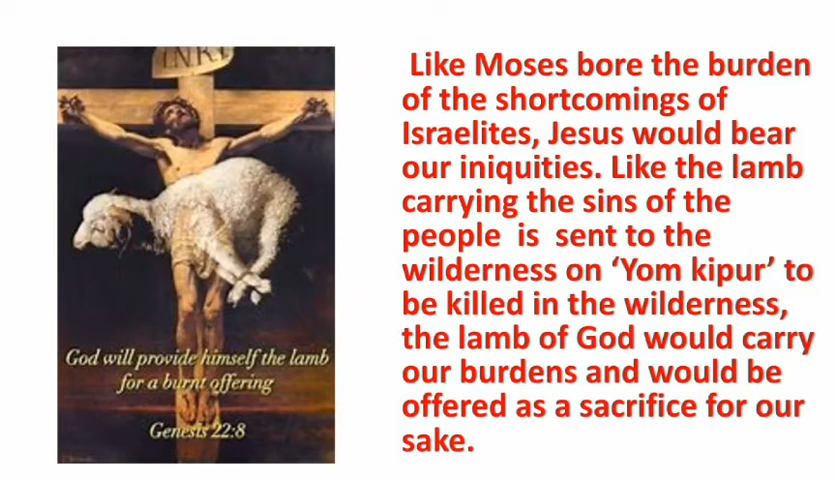 INRI
God will provide himself the lamb
for a burnt offering
Genesis 22:8
Like Moses bore the burden
of the shortcomings of
Israelites, Jesus would bear
our iniquities. Like the lamb
carrying the sins of the
people is sent to the
wilderness on ‘Yom kipur’ to
be killed in the wilderness,
the lamb of God would carry
our burdens and would be
offered as a sacrifice for our
sake.